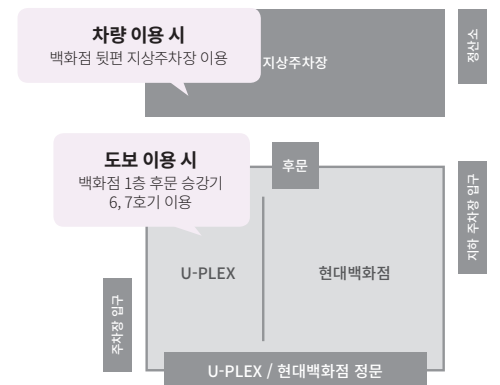 차량 이용 시
백화점 뒷편 지상주차장 이용
지상주차장
정산소
도보 이용 시
백화점 1층 후문 승강기
6, 7호기 이용
후문
지하 주차장 입구
U-PLEX
현대백화점
주차장 입구
U-PLEX / 현대백화점 정문